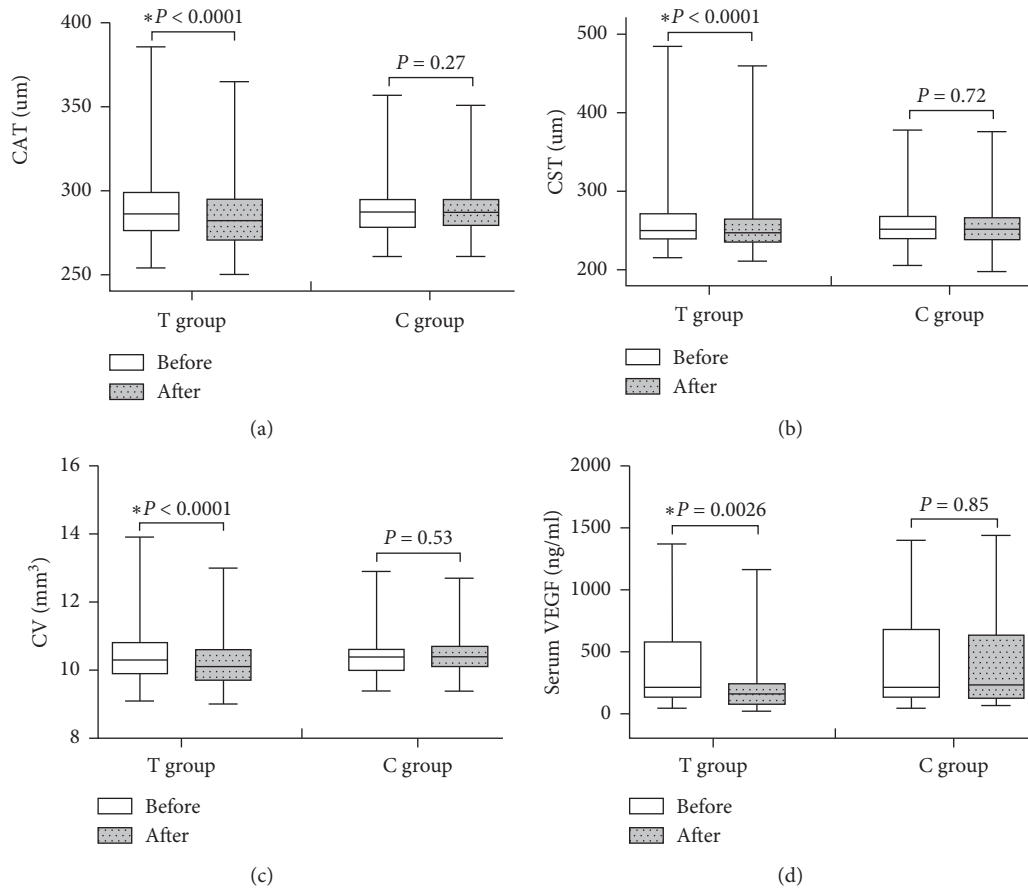 CAT (um)
400
350
300
250
*P < 0.0001
P = 0.27
T group
C group
Before
After
(a)
CST (um)
500
400
300
200
*P < 0.0001
P = 0.72
T group
C group
Before
After
(b)
CV (mm³)
16
14
12
10
8
*P < 0.0001
P = 0.53
T group
C group
Before
After
(c)
Serum VEGF (ng/ml)
2000
1500
1000
500
0
*P = 0.0026
P = 0.85
T group
C group
Before
After
(d)